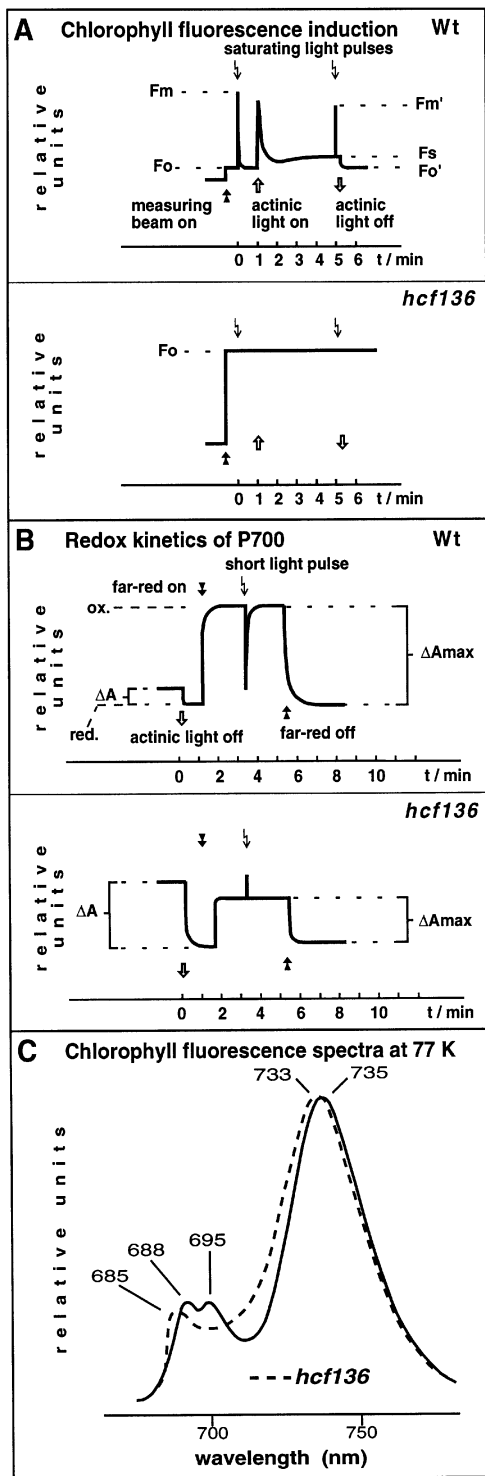 A Chlorophyll fluorescence induction Wt
saturating light pulses
Fm
Fm'
Fo
Fs
Fo'
relative units
measuring beam on
actinic light on
actinic light off
0 1 2 3 4 5 6 t / min
hcf136
Fo
relative units
0 1 2 3 4 5 6 t / min
B Redox kinetics of P700 Wt
short light pulse
far-red on
ox.
ΔAmax
ΔA
red.
relative units
actinic light off
far-red off
0 2 4 6 8 10 t / min
hcf136
relative units
ΔA
ΔAmax
0 2 4 6 8 10 t / min
C Chlorophyll fluorescence spectra at 77 K
733 735
695
688
685
relative units
hcf136
700 750
wavelength (nm)